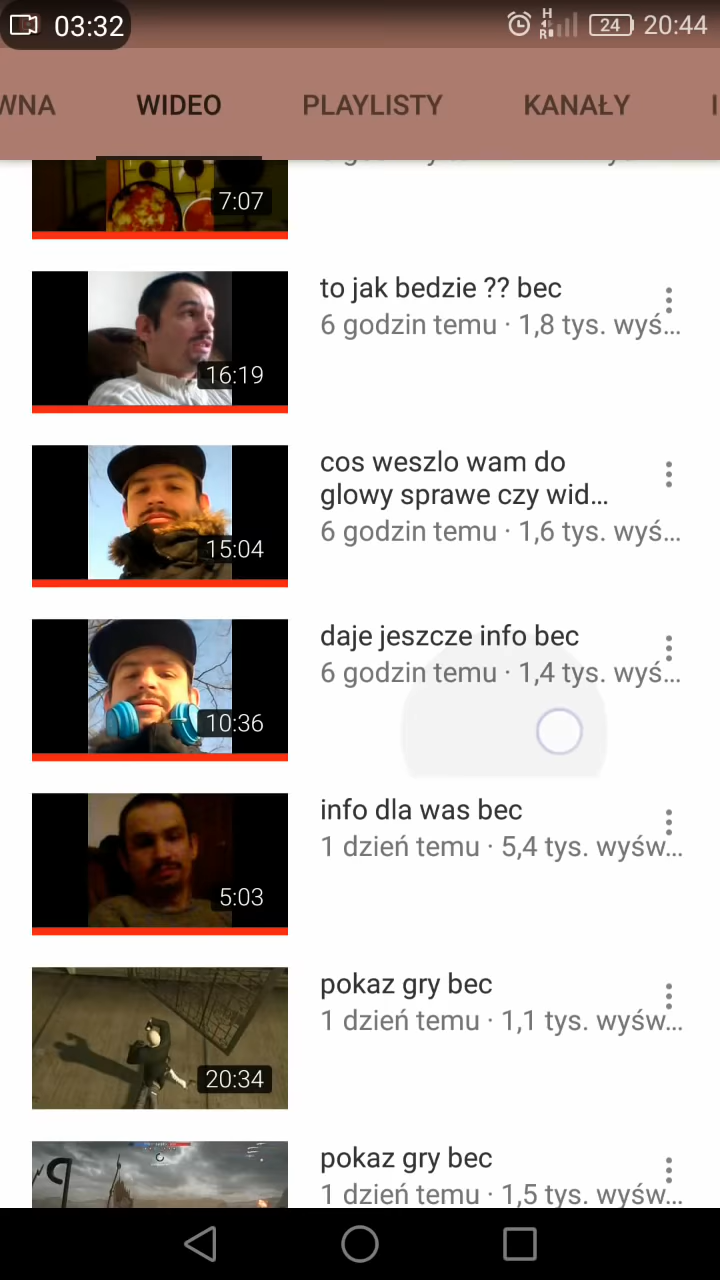 03:32 H R 24 20:44
WNA WIDEO PLAYLISTY KANAŁY
7:07
to jak bedzie ?? bec
6 godzin temu · 1,8 tys. wyś...
16:19
cos weszlo wam do
glowy sprawe czy wid...
6 godzin temu · 1,6 tys. wyś...
15:04
daje jeszcze info bec
6 godzin temu · 1,4 tys. wyś...
10:36
info dla was bec
1 dzień temu · 5,4 tys. wyśw...
5:03
pokaz gry bec
1 dzień temu · 1,1 tys. wyśw...
20:34
pokaz gry bec
1 dzień temu · 1,5 tys. wyśw...